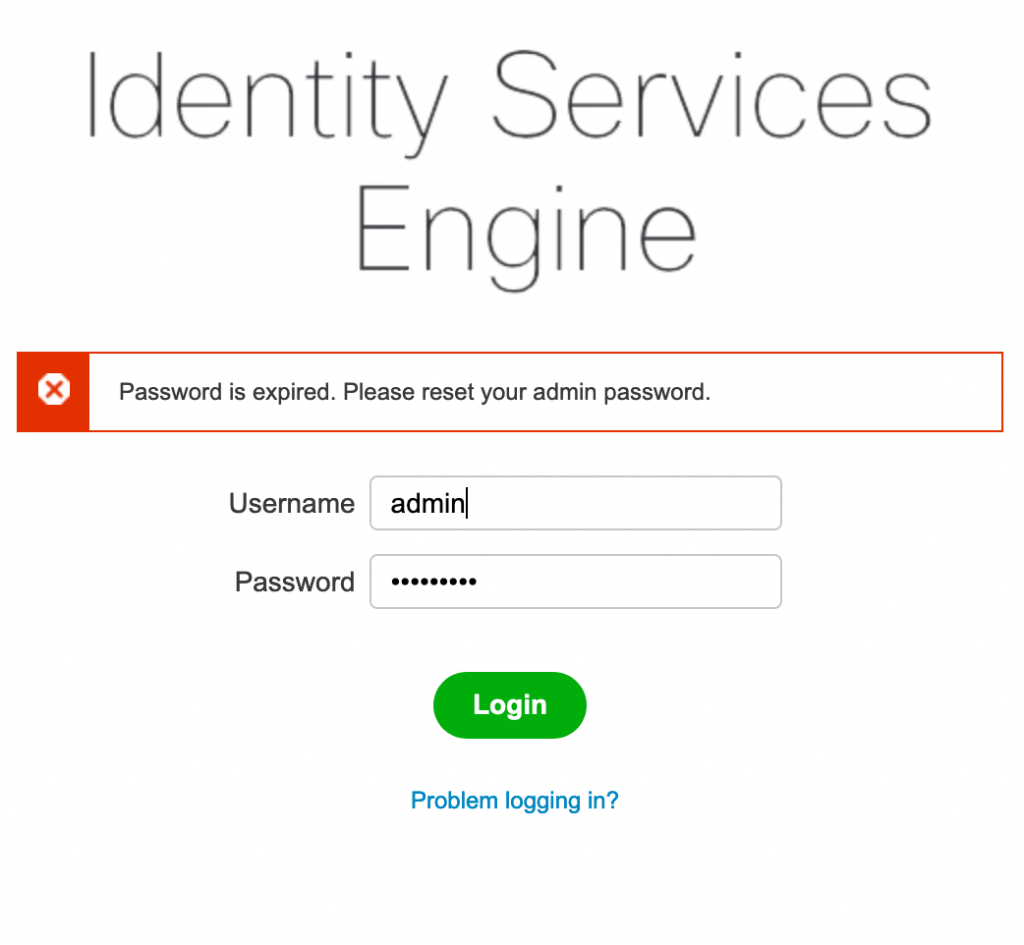 Identity Services
Engine
Password is expired. Please reset your admin password.
Username admin
Password •••••••••
Login
Problem logging in?